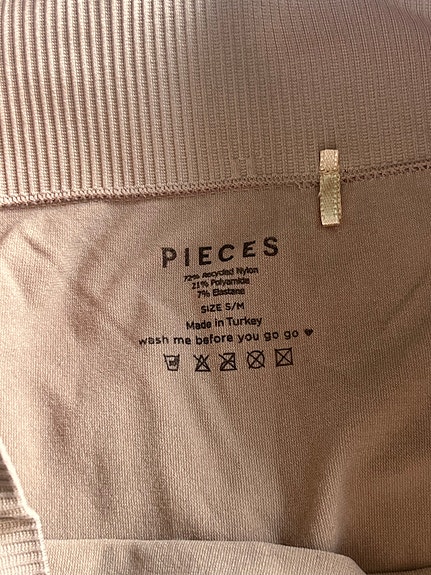 PIECES
72% Recycled Nylon
21% Polyamide
7% Elastane
SIZE S/M
Made in Turkey
wash me before you go go ♥